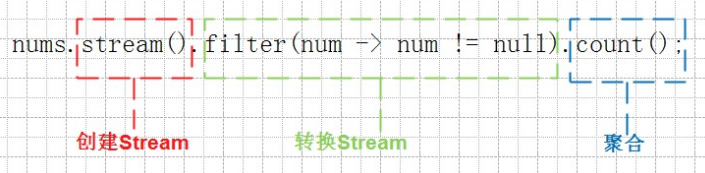 nums.stream().filter(num -> num != null).count();
创建Stream 转换Stream 聚合